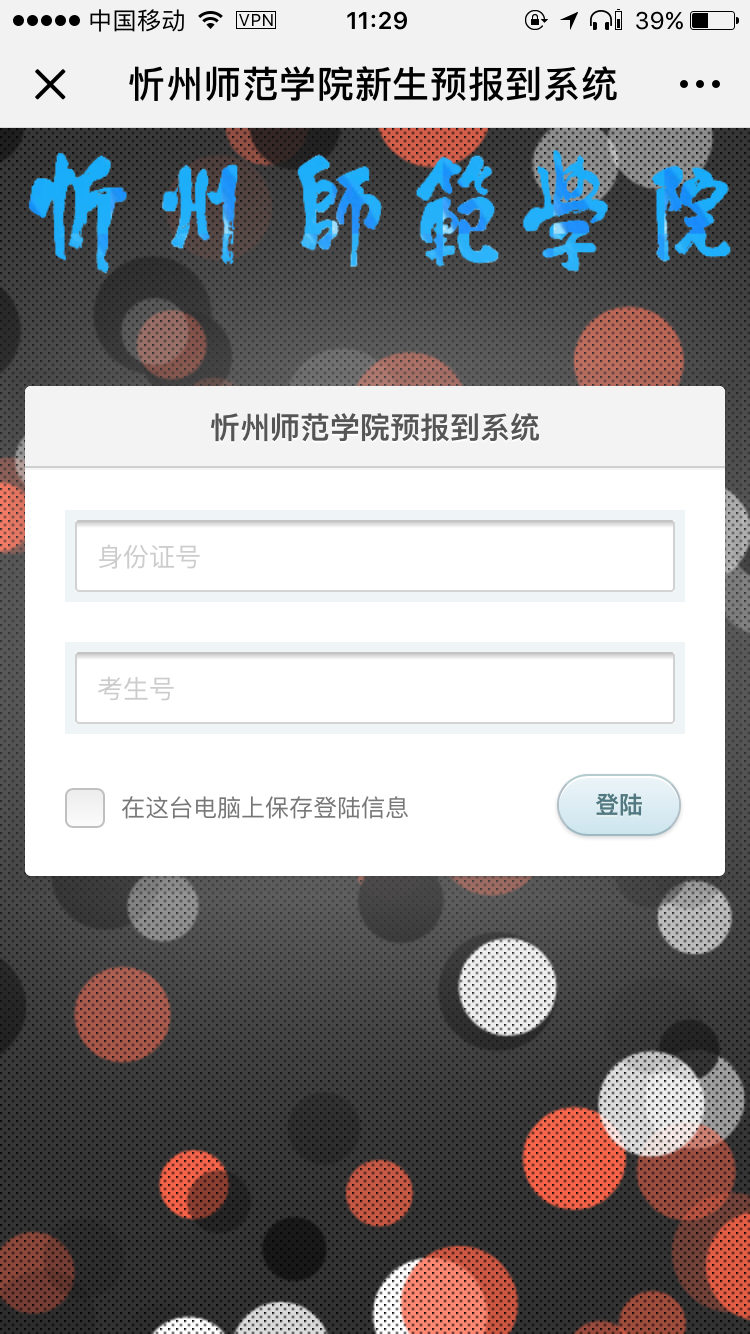 中国移动 VPN 11:29 39%
忻州师范学院新生预报到系统
忻州師範學院
忻州师范学院预报到系统
身份证号
考生号
在这台电脑上保存登陆信息 登陆